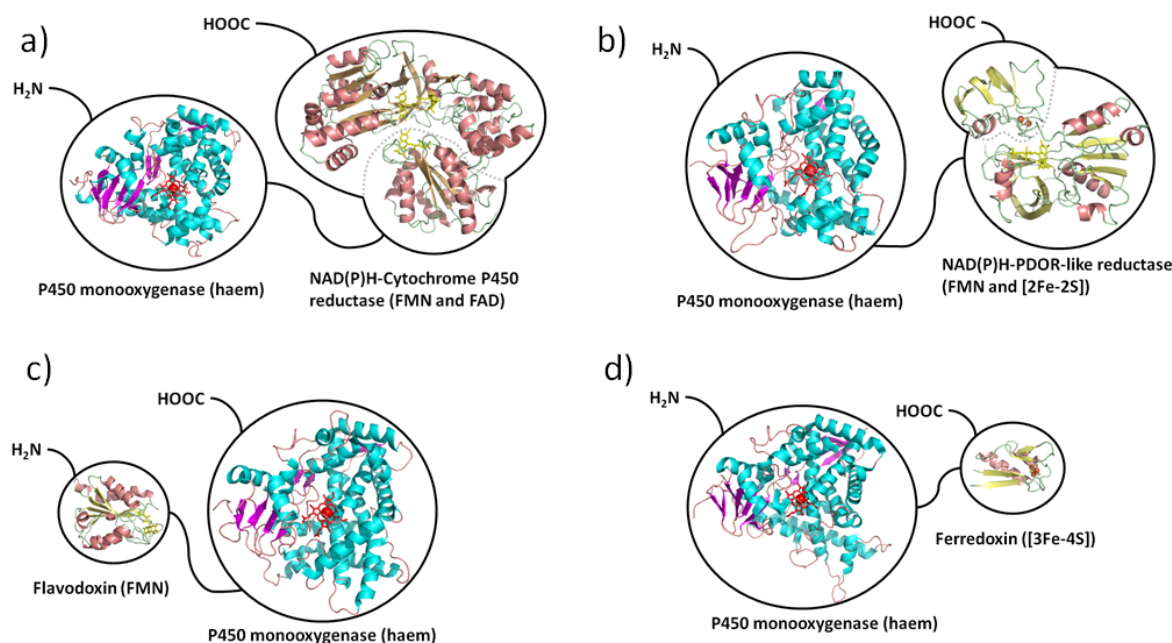 a)
HOOC
H₂N
P450 monooxygenase (haem)
NAD(P)H-Cytochrome P450
reductase (FMN and FAD)
b)
HOOC
H₂N
P450 monooxygenase (haem)
NAD(P)H-PDOR-like reductase
(FMN and [2Fe-2S])
c)
HOOC
H₂N
Flavodoxin (FMN)
P450 monooxygenase (haem)
d)
H₂N
HOOC
P450 monooxygenase (haem)
Ferredoxin ([3Fe-4S])